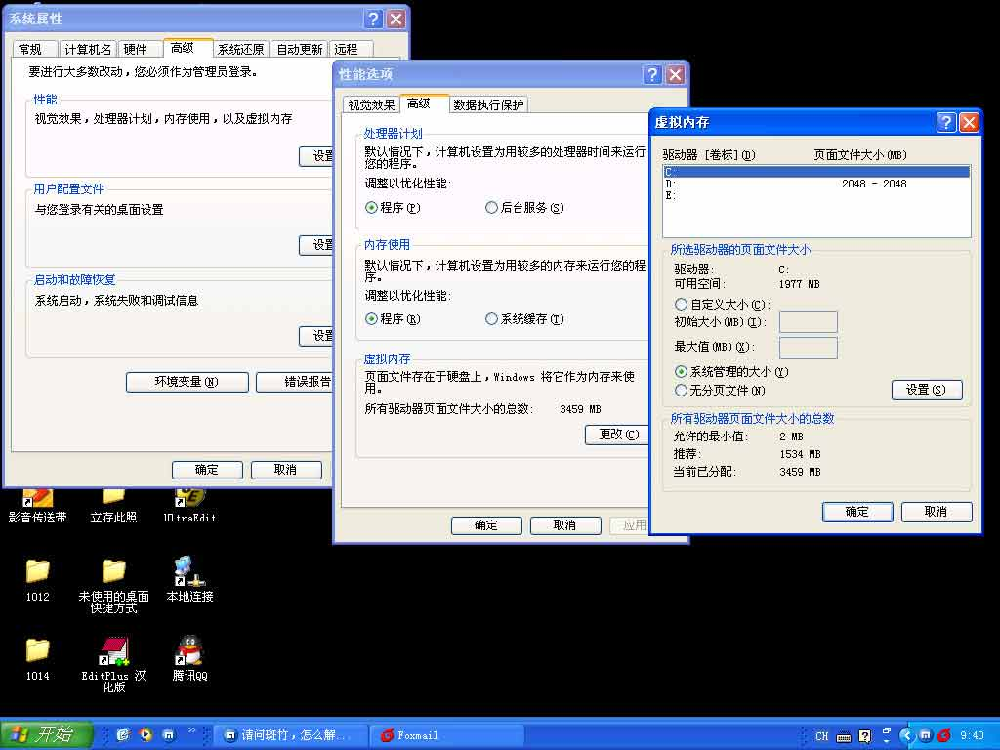 系统属性
常规 计算机名 硬件 高级 系统还原 自动更新 远程
要进行大多数改动，您必须作为管理员登录。
性能
视觉效果，处理器计划，内存使用，以及虚拟内存
设置
用户配置文件
与您登录有关的桌面设置
设置
启动和故障恢复
系统启动，系统失败和调试信息
设置
环境变量(N) 错误报告
确定 取消
性能选项
视觉效果 高级 数据执行保护
处理器计划
默认情况下，计算机设置为用较多的处理器时间来运行
您的程序。
调整以优化性能:
程序(P) 后台服务(S)
内存使用
默认情况下，计算机设置为用较多的内存来运行您的程
序。
调整以优化性能:
程序(R) 系统缓存(T)
虚拟内存
页面文件存在于硬盘上，Windows 将它作为内存来使
用。
所有驱动器页面文件大小的总数: 3459 MB
更改(C)
确定 取消 应用
虚拟内存
驱动器 [卷标](D) 页面文件大小(MB)
C:
D: 2048 - 2048
E:
所选驱动器的页面文件大小
驱动器: C:
可用空间: 1977 MB
自定义大小(C):
初始大小(MB)(I):
最大值(MB)(X):
系统管理的大小(Y)
无分页文件(N) 设置(S)
所有驱动器页面文件大小的总数
允许的最小值: 2 MB
推荐: 1534 MB
当前已分配: 3459 MB
确定 取消
影音传送带 立存此照 UltraEdit
1012 未使用的桌面
快捷方式 本地连接
1014 EditPlus 汉
化版 腾讯QQ
开始 请问斑竹，怎么解... Foxmail CH 9:40